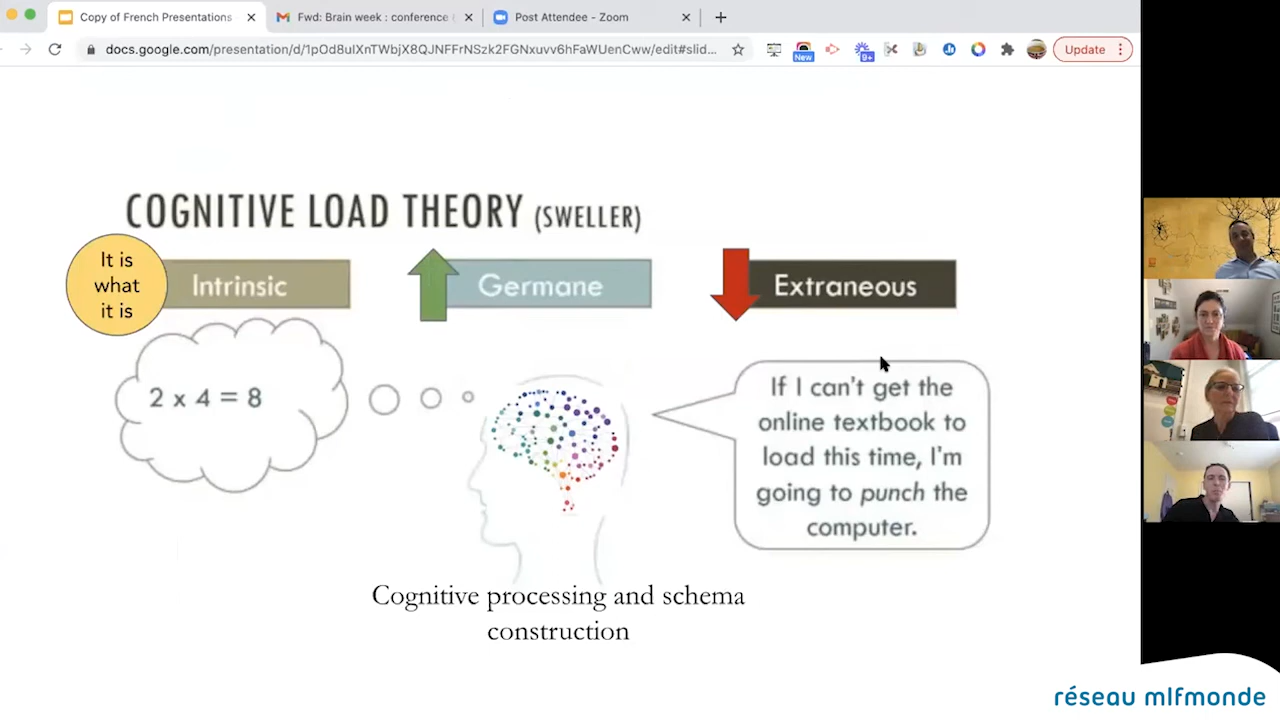 Copy of French Presentations
Fwd: Brain week : conference
Post Attendee - Zoom
docs.google.com/presentation/d/1pOd8uIXnTWbjX8QJNFFrNSzk2FGNxuvv6hFaWUenCww/edit#slid...
New
9+
Update
COGNITIVE LOAD THEORY (SWELLER)
It is
what
it is
Intrinsic
Germane
Extraneous
2 x 4 = 8
If I can't get the
online textbook to
load this time, I'm
going to punch the
computer.
Cognitive processing and schema
construction
réseau mlfmonde